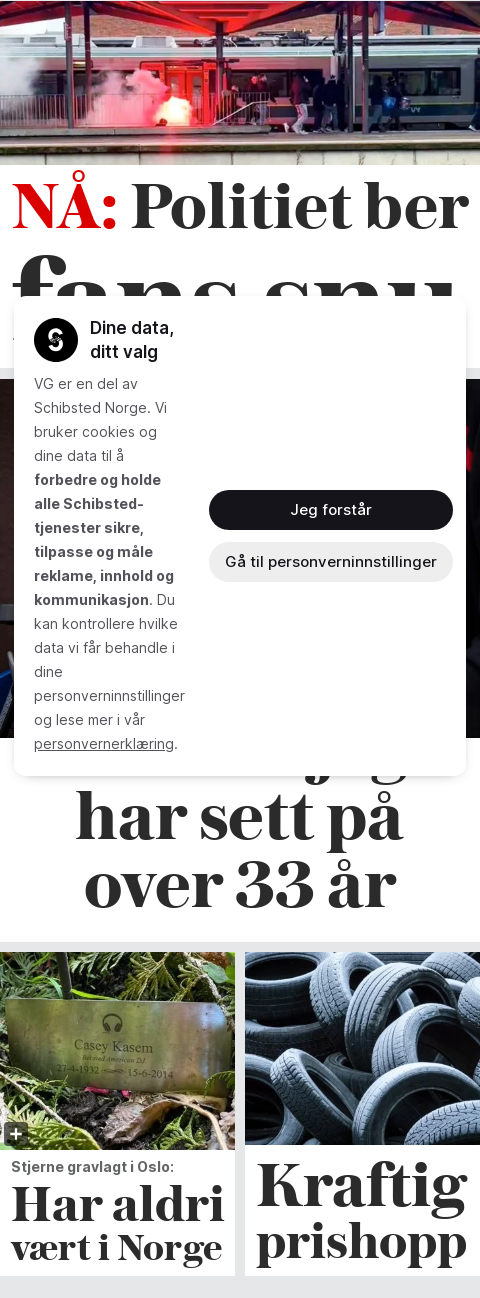 NÅ: Politiet ber
fans snu
Dine data,
ditt valg
VG er en del av
Schibsted Norge. Vi
bruker cookies og
dine data til å
forbedre og holde
alle Schibsted-
tjenester sikre,
tilpasse og måle
reklame, innhold og
kommunikasjon. Du
kan kontrollere hvilke
data vi får behandle i
dine
personverninnstillinger
og lese mer i vår
personvernerklæring.
Jeg forstår
Gå til personverninnstillinger
har sett på
over 33 år
Casey Kasem
Beloved American DJ
27-4-1932 15-6-2014
Stjerne gravlagt i Oslo:
Har aldri
vært i Norge
Kraftig
prishopp